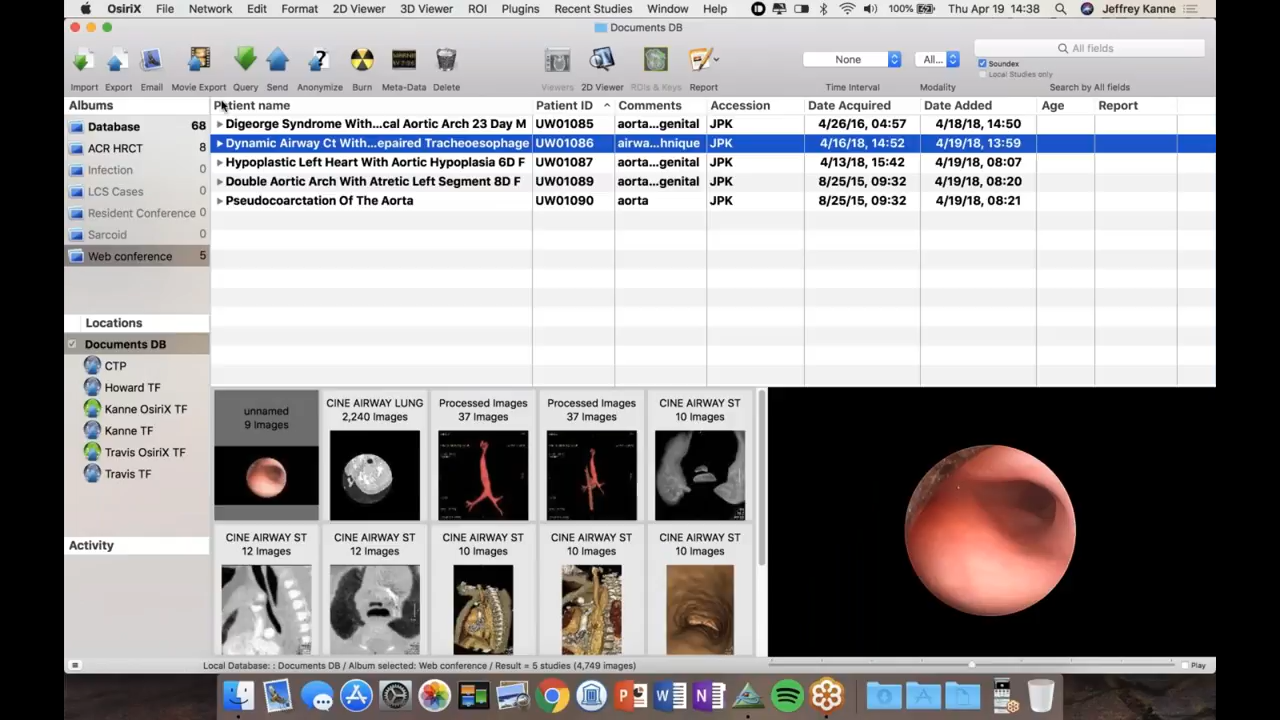 OsiriX File Network Edit Format 2D Viewer 3D Viewer ROI Plugins Recent Studies Window Help 100% Thu Apr 19 14:38 Jeffrey Kanne
Documents DB
None All... All fields
Soundex
Local Studies only
Import Export Email Movie Export Query Send Anonymize Burn Meta-Data Delete Viewers 2D Viewer ROIs & Keys Report Time Interval Modality Search by All fields
Albums Patient name Patient ID Comments Accession Date Acquired Date Added Age Report
Database 68 Digeorge Syndrome With...cal Aortic Arch 23 Day M UW01085 aorta...genital JPK 4/26/16, 04:57 4/18/18, 14:50
ACR HRCT 8 Dynamic Airway Ct With...epaired Tracheoesophage UW01086 airwa...hnique JPK 4/16/18, 14:52 4/19/18, 13:59
Infection 0 Hypoplastic Left Heart With Aortic Hypoplasia 6D F UW01087 aorta...genital JPK 4/13/18, 15:42 4/19/18, 08:07
LCS Cases 0 Double Aortic Arch With Atretic Left Segment 8D F UW01089 aorta...genital JPK 8/25/15, 09:32 4/19/18, 08:20
Resident Conference 0 Pseudocoarctation Of The Aorta UW01090 aorta JPK 8/25/15, 09:32 4/19/18, 08:21
Sarcoid 0
Web conference 5
Locations
Documents DB
CTP
Howard TF
Kanne OsiriX TF
Kanne TF
Travis OsiriX TF
Travis TF
Activity
unnamed
9 Images
CINE AIRWAY LUNG
2,240 Images
Processed Images
37 Images
Processed Images
37 Images
CINE AIRWAY ST
10 Images
CINE AIRWAY ST
12 Images
CINE AIRWAY ST
12 Images
CINE AIRWAY ST
10 Images
CINE AIRWAY ST
10 Images
CINE AIRWAY ST
10 Images
Local Database: : Documents DB / Album selected: Web conference / Result = 5 studies (4,749 images) Play